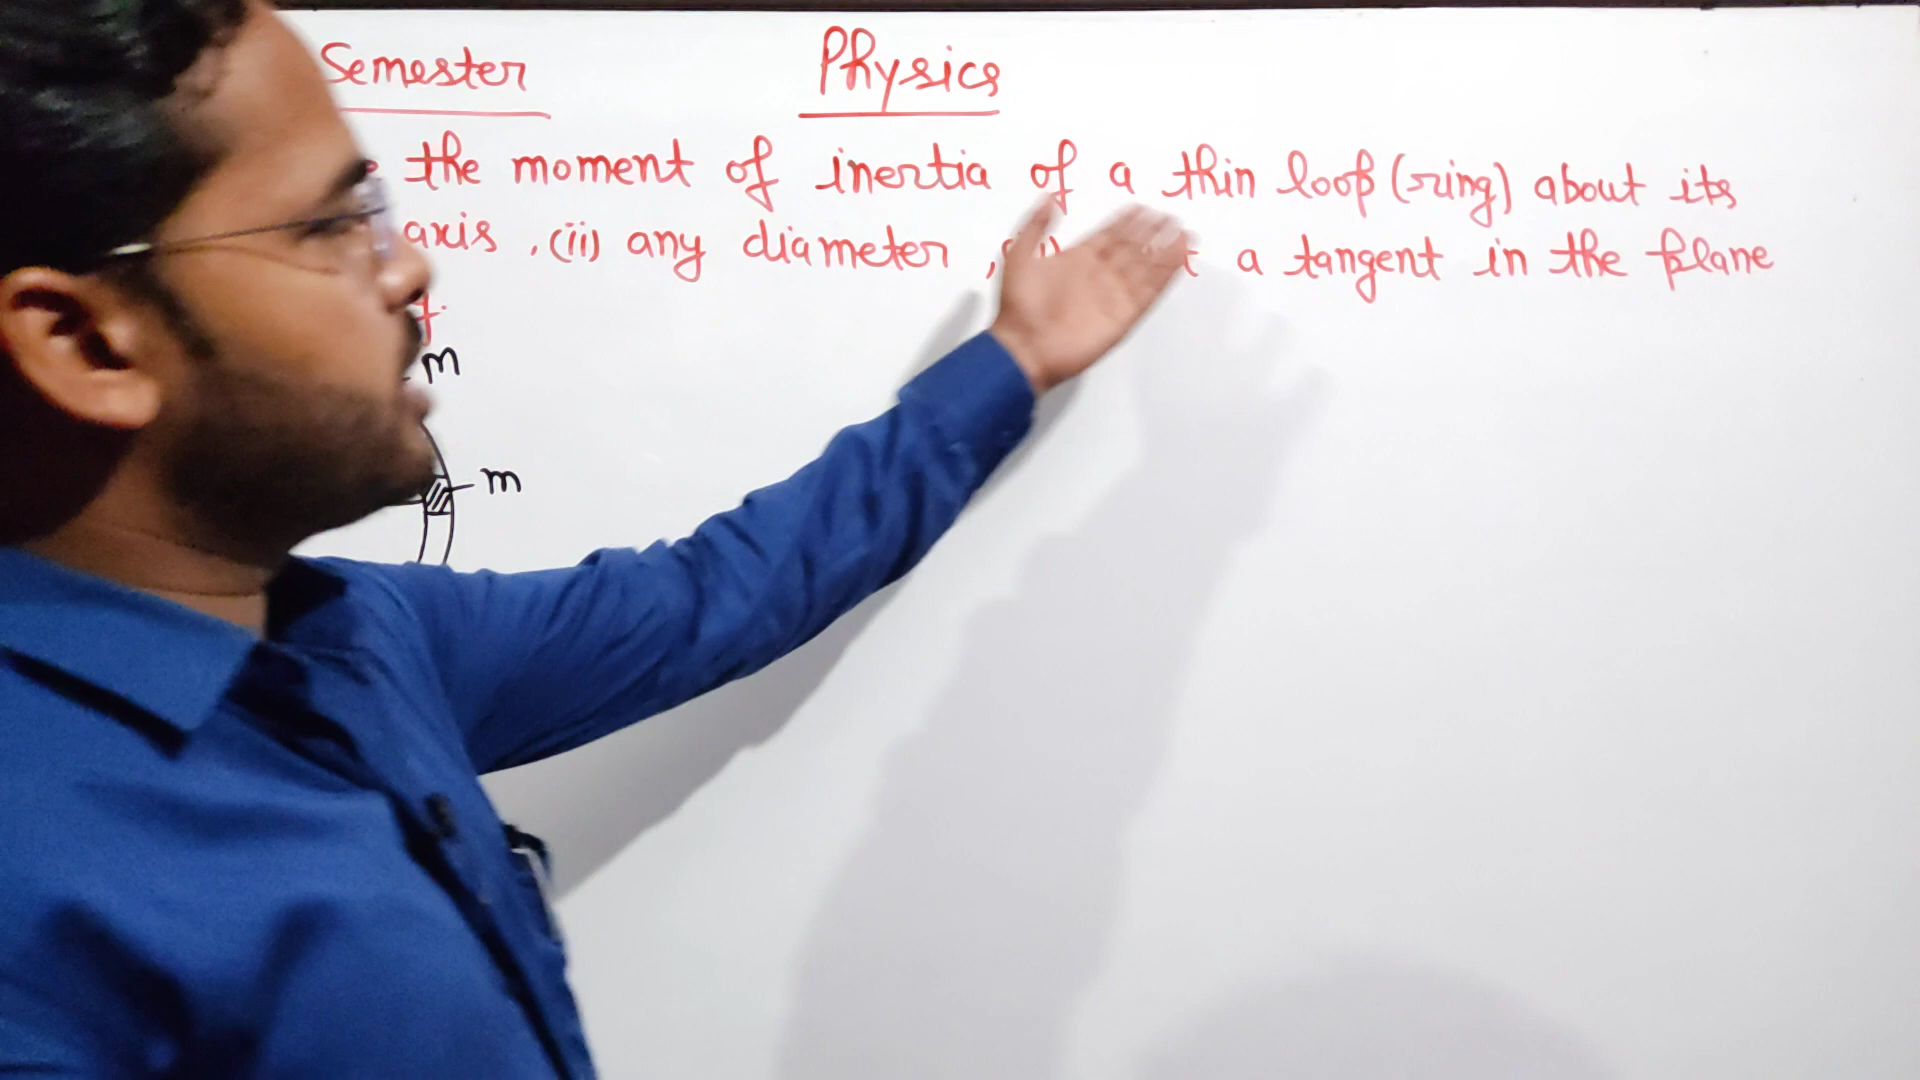 Semester Physics
the moment of inertia of a thin loop (ring) about its
axis , (ii) any diameter , a tangent in the plane
M
m